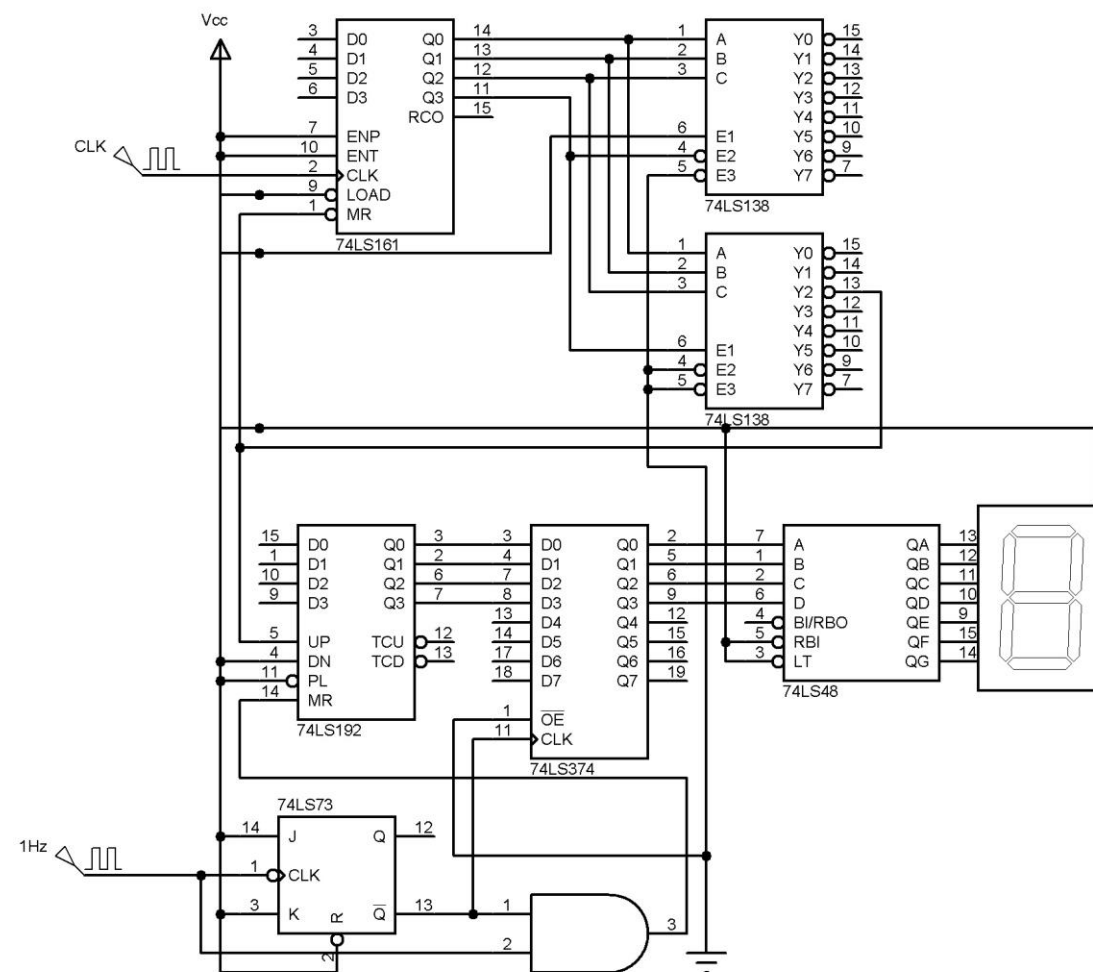 Vcc
CLK
3 D0 Q0 14
4 D1 Q1 13
5 D2 Q2 12
6 D3 Q3 11
RCO 15
7 ENP
10 ENT
2 CLK
9 LOAD
1 MR
74LS161
1 A Y0 15
2 B Y1 14
3 C Y2 13
Y3 12
Y4 11
6 E1 Y5 10
4 E2 Y6 9
5 E3 Y7 7
74LS138
1 A Y0 15
2 B Y1 14
3 C Y2 13
Y3 12
Y4 11
6 E1 Y5 10
4 E2 Y6 9
5 E3 Y7 7
74LS138
15 D0 Q0 3
1 D1 Q1 2
10 D2 Q2 6
9 D3 Q3 7
5 UP TCU 12
4 DN TCD 13
11 PL
14 MR
74LS192
3 D0 Q0 2
4 D1 Q1 5
7 D2 Q2 6
8 D3 Q3 9
13 D4 Q4 12
14 D5 Q5 15
17 D6 Q6 16
18 D7 Q7 19
1 OE
11 CLK
74LS374
7 A QA 13
1 B QB 12
2 C QC 11
6 D QD 10
4 BI/RBO QE 9
5 RBI QF 15
3 LT QG 14
74LS48
74LS73
1Hz
14 J Q 12
1 CLK
3 K Q 13
R
2
1
2
3